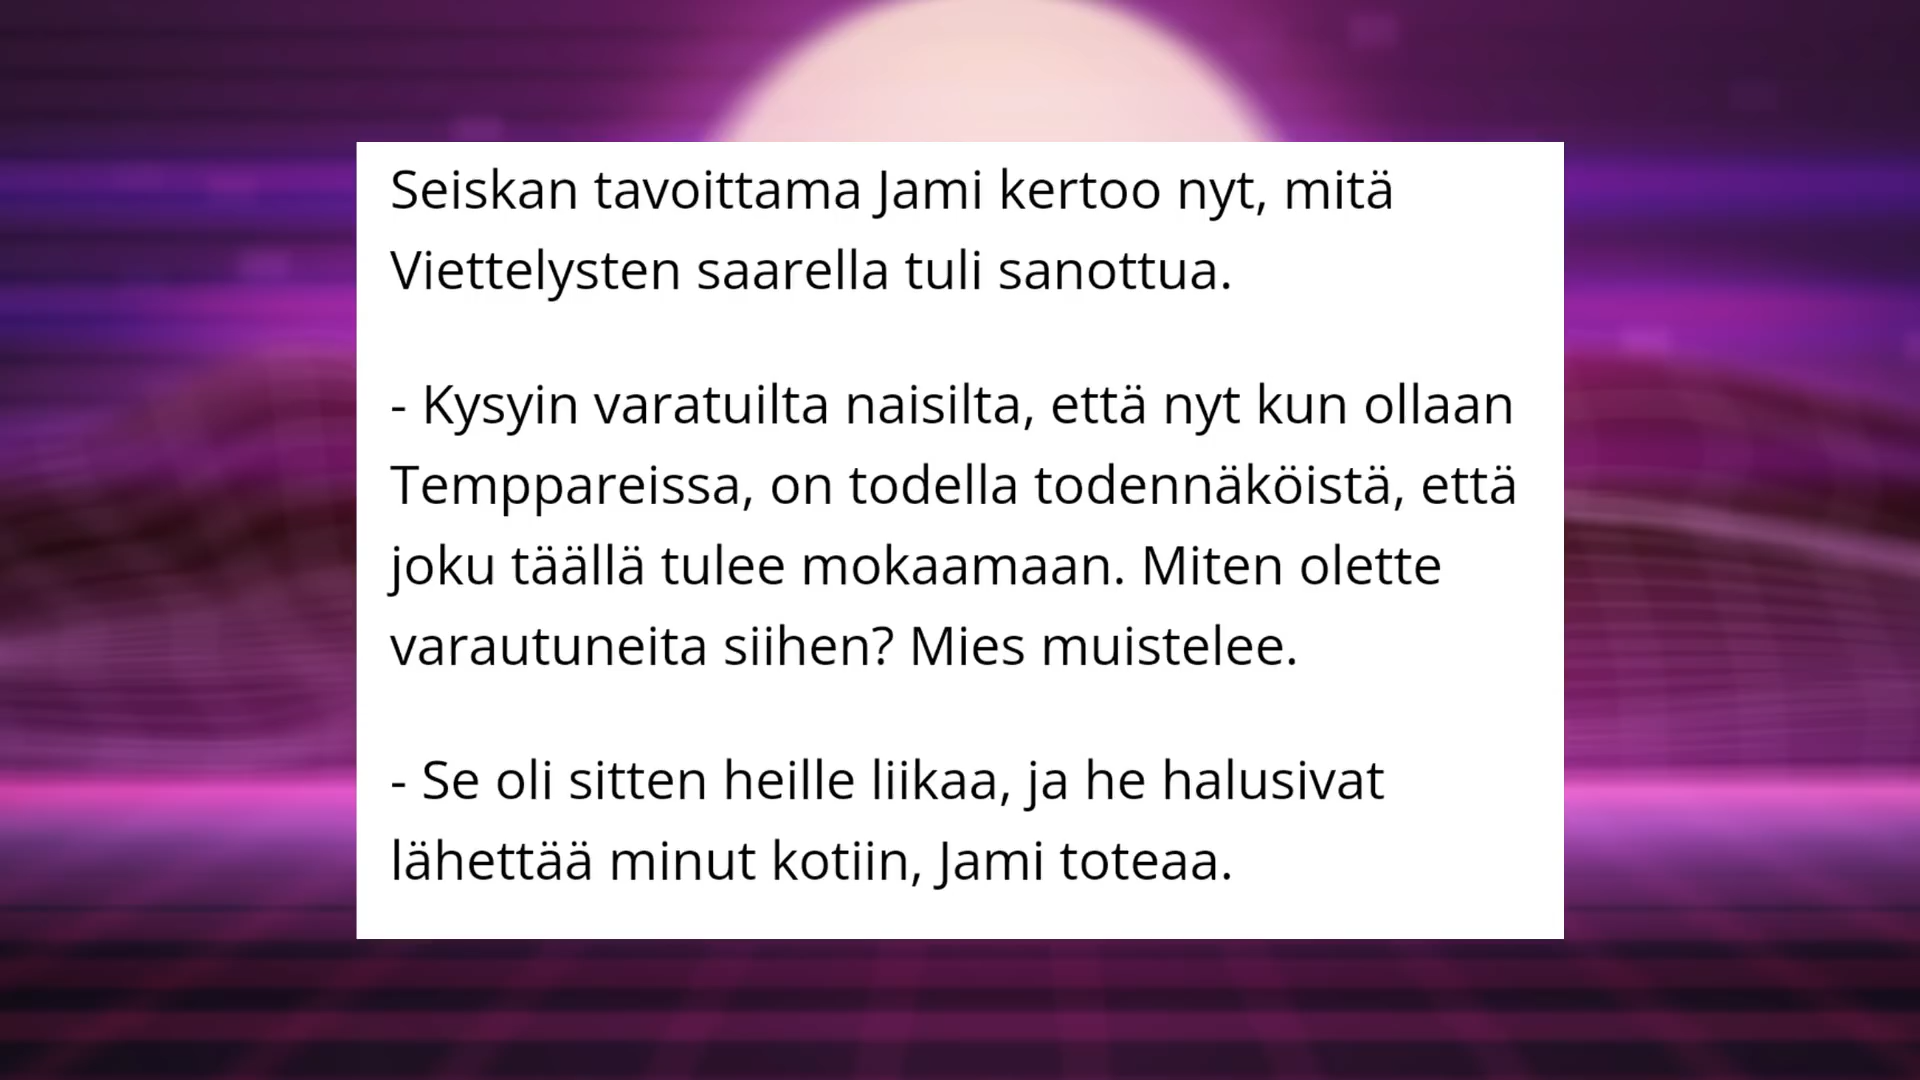 Seiskan tavoittama Jami kertoo nyt, mitä
Viettelysten saarella tuli sanottua.
- Kysyin varatuilta naisilta, että nyt kun ollaan
Temppareissa, on todella todennäköistä, että
joku täällä tulee mokaamaan. Miten olette
varautuneita siihen? Mies muistelee.
- Se oli sitten heille liikaa, ja he halusivat
lähettää minut kotiin, Jami toteaa.